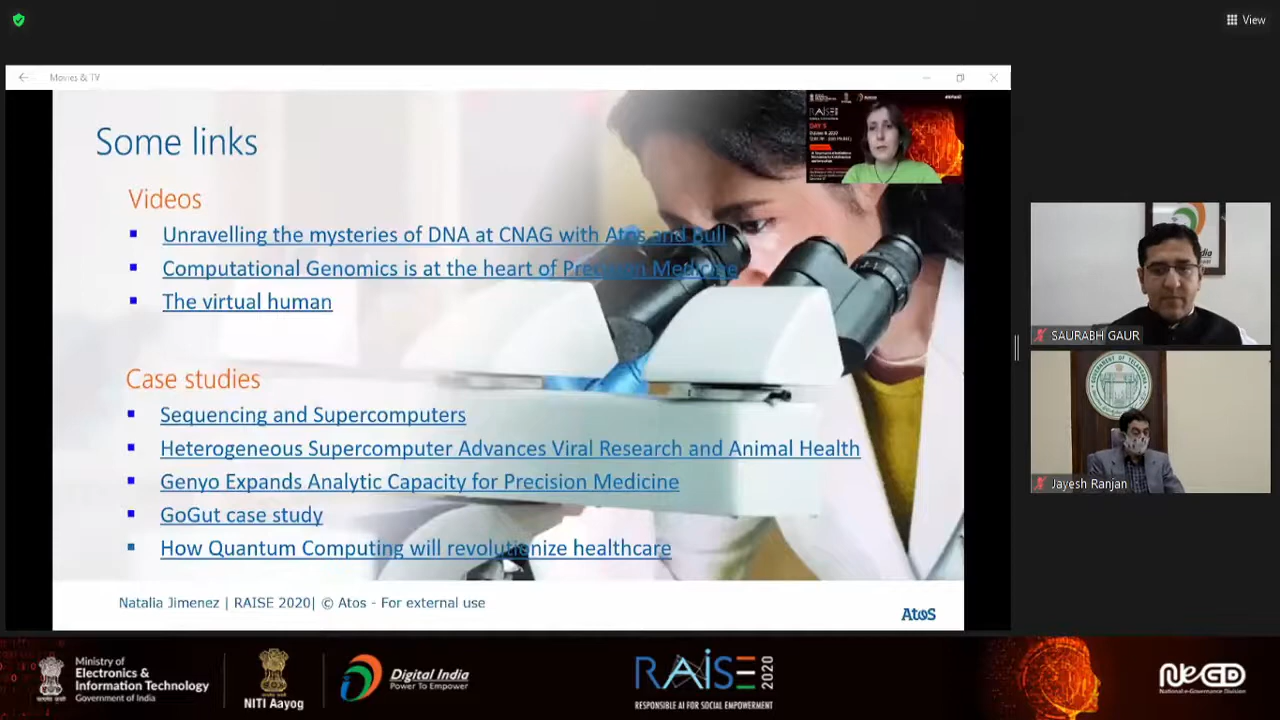 View
Movies & TV
Some links
RAISE
DAY 5
Videos
Unravelling the mysteries of DNA at CNAG with Atos and Bull
Computational Genomics is at the heart of Precision Medicine
The virtual human
Case studies
Sequencing and Supercomputers
Heterogeneous Supercomputer Advances Viral Research and Animal Health
Genyo Expands Analytic Capacity for Precision Medicine
GoGut case study
How Quantum Computing will revolutionize healthcare
Natalia Jimenez | RAISE 2020| © Atos - For external use
Atos
SAURABH GAUR
Jayesh Ranjan
Ministry of
Electronics &
Information Technology
Government of India
NITI Aayog
Digital India
Power To Empower
RAISE 2020
RESPONSIBLE AI FOR SOCIAL EMPOWERMENT
NeGD
National e-Governance Division